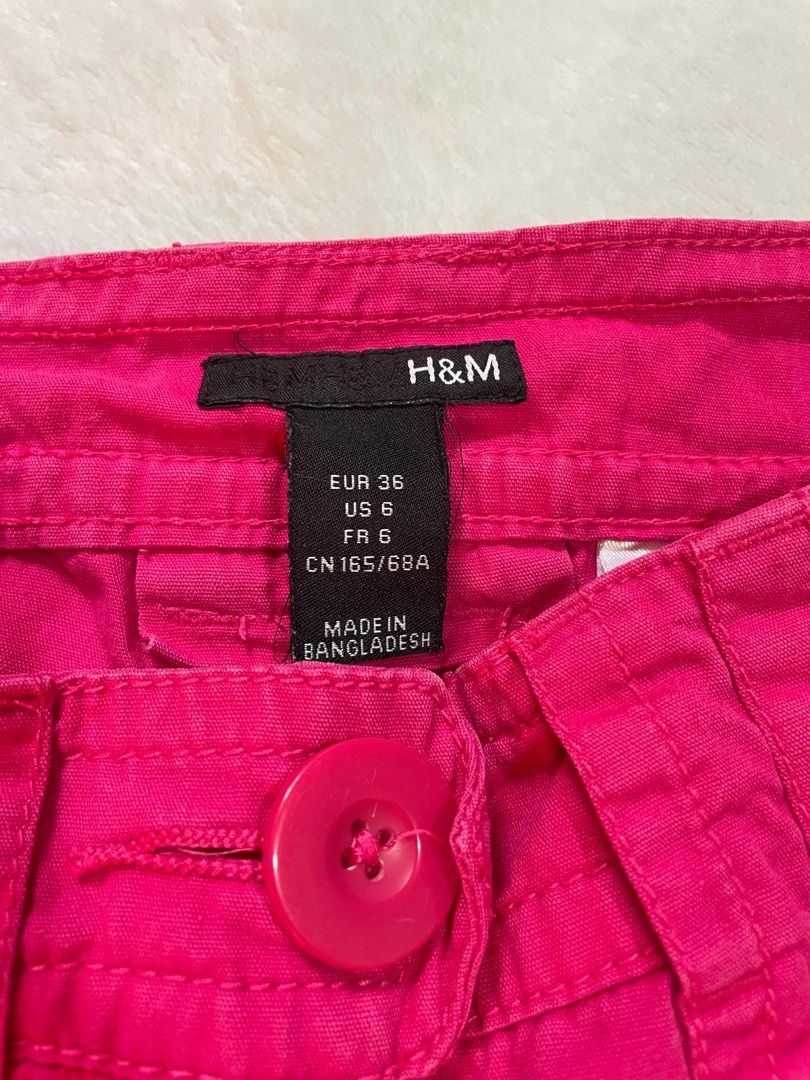 H&M
EUR 36
US 6
FR 6
CN 165/68A
MADE IN
BANGLADESH